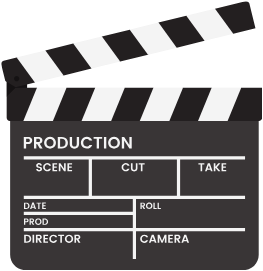 PRODUCTION
SCENE CUT TAKE
DATE ROLL
PROD
DIRECTOR CAMERA